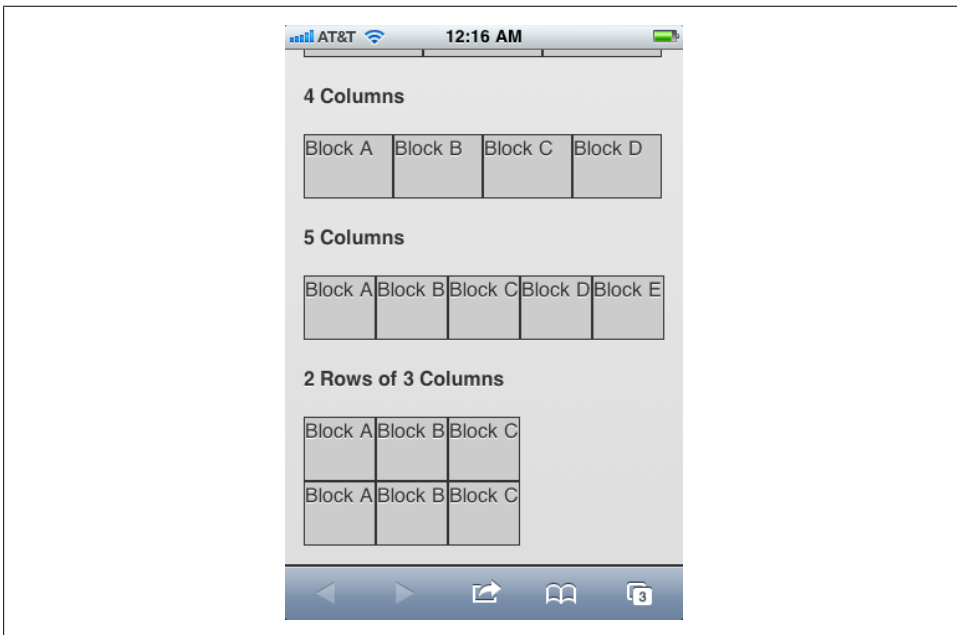 AT&T 12:16 AM
4 Columns
Block A Block B Block C Block D
5 Columns
Block A Block B Block C Block D Block E
2 Rows of 3 Columns
Block A Block B Block C
Block A Block B Block C
3